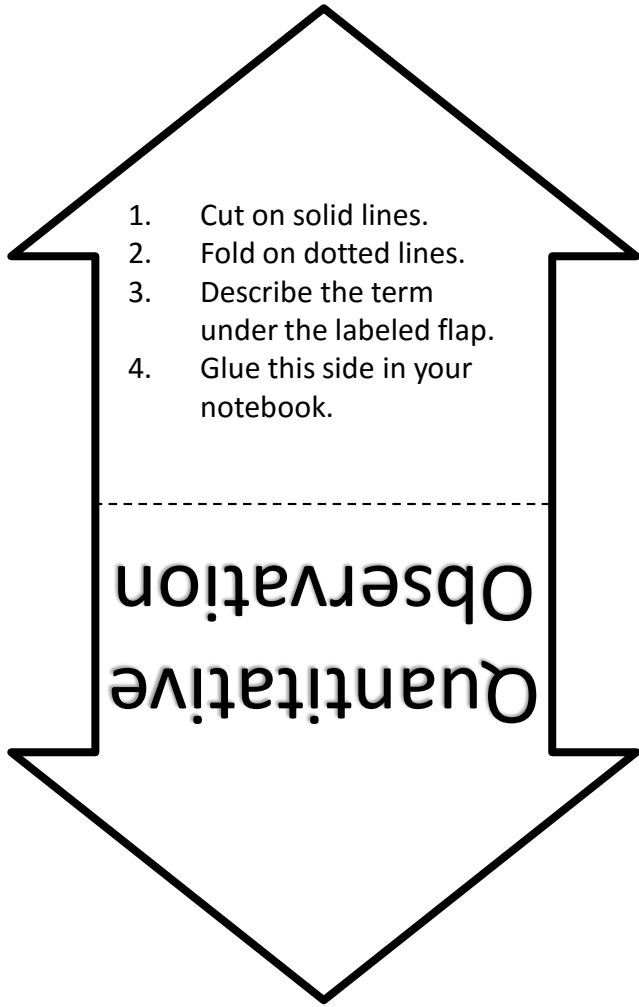 1. Cut on solid lines.
2. Fold on dotted lines.
3. Describe the term
under the labeled flap.
4. Glue this side in your
notebook.
Quantitative
Observation